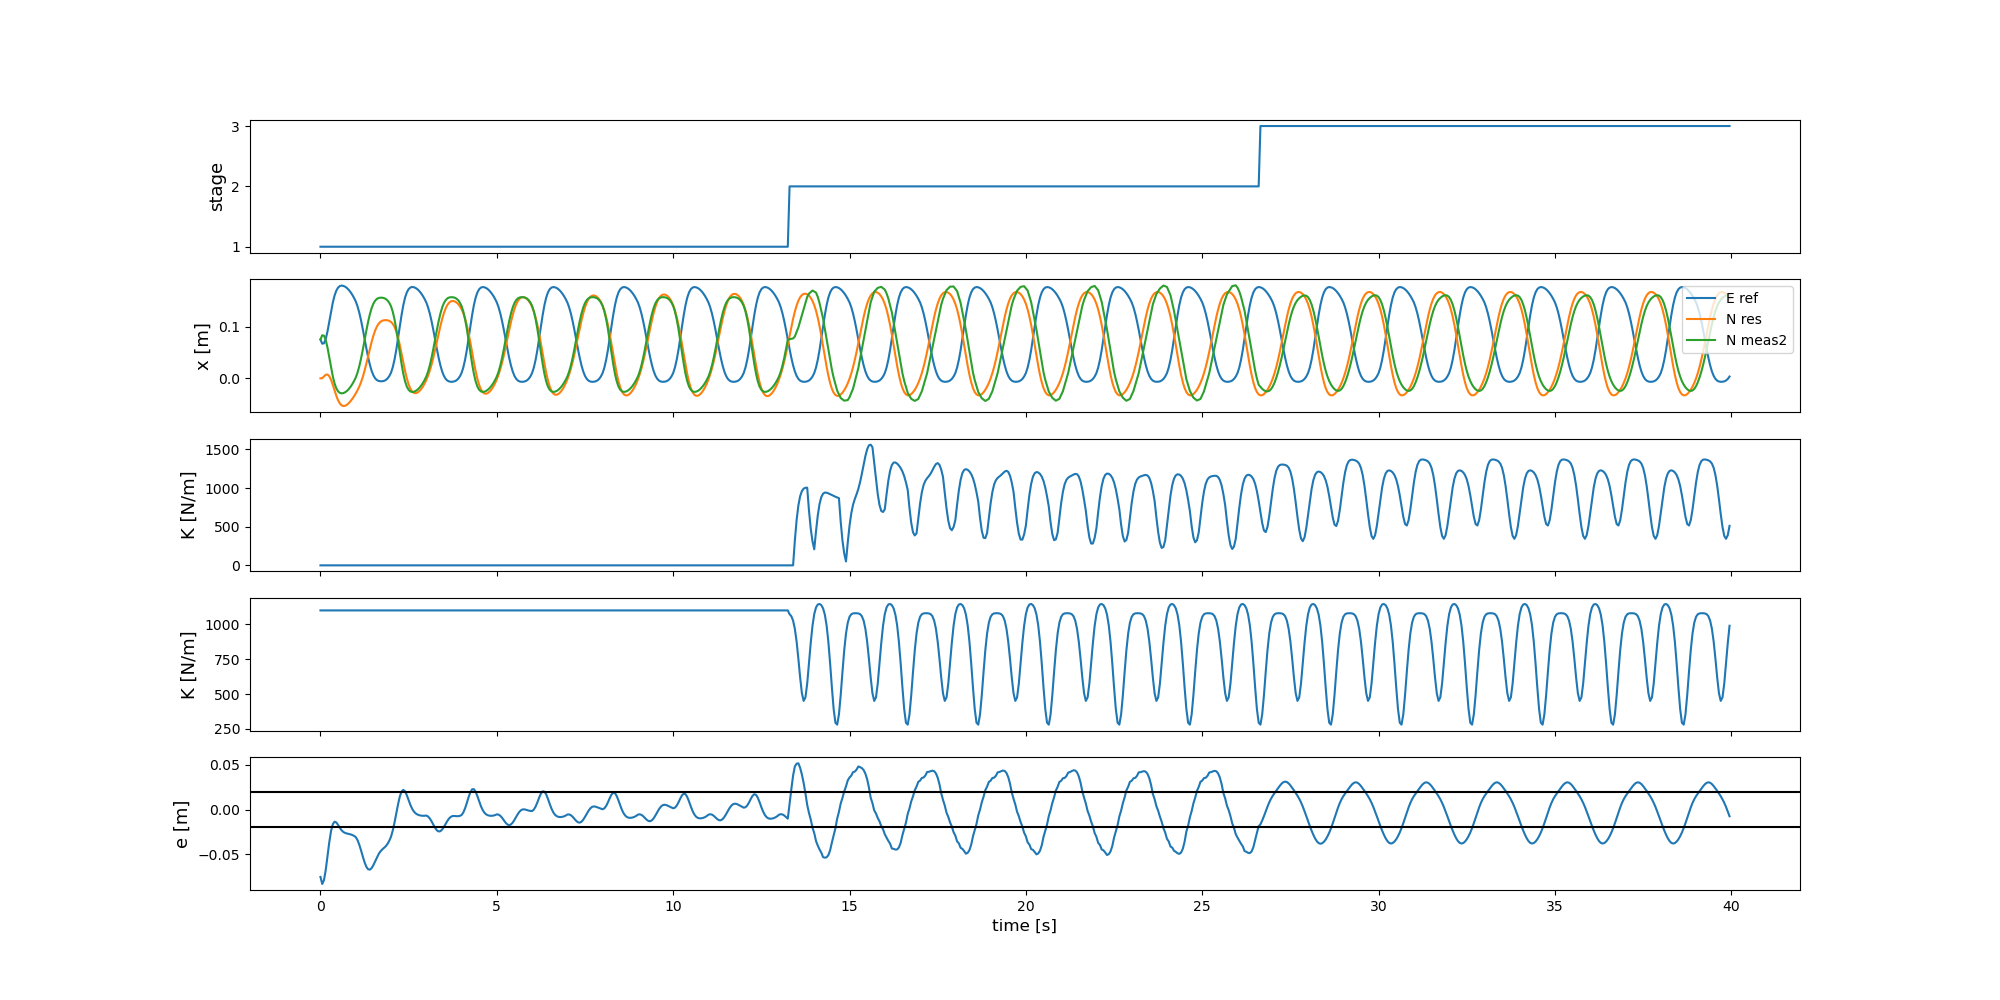 stage
3
2
1
x [m]
0.1
0.0
E ref
N res
N meas2
K [N/m]
1500
1000
500
0
K [N/m]
1000
750
500
250
e [m]
0.05
0.00
−0.05
0 5 10 15 20 25 30 35 40
time [s]